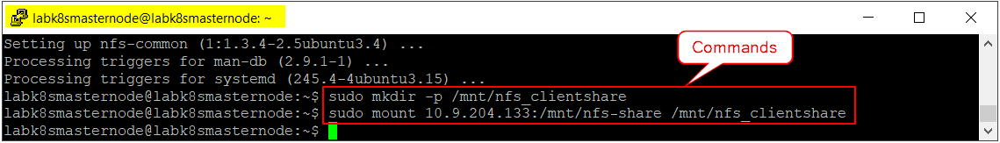 labk8smasternode@labk8smasternode: ~
Setting up nfs-common (1:1.3.4-2.5ubuntu3.4) ...
Processing triggers for man-db (2.9.1-1) ...
Processing triggers for systemd (245.4-4ubuntu3.15) ...
Commands
labk8smasternode@labk8smasternode:~$ sudo mkdir -p /mnt/nfs_clientshare
labk8smasternode@labk8smasternode:~$ sudo mount 10.9.204.133:/mnt/nfs-share /mnt/nfs_clientshare
labk8smasternode@labk8smasternode:~$